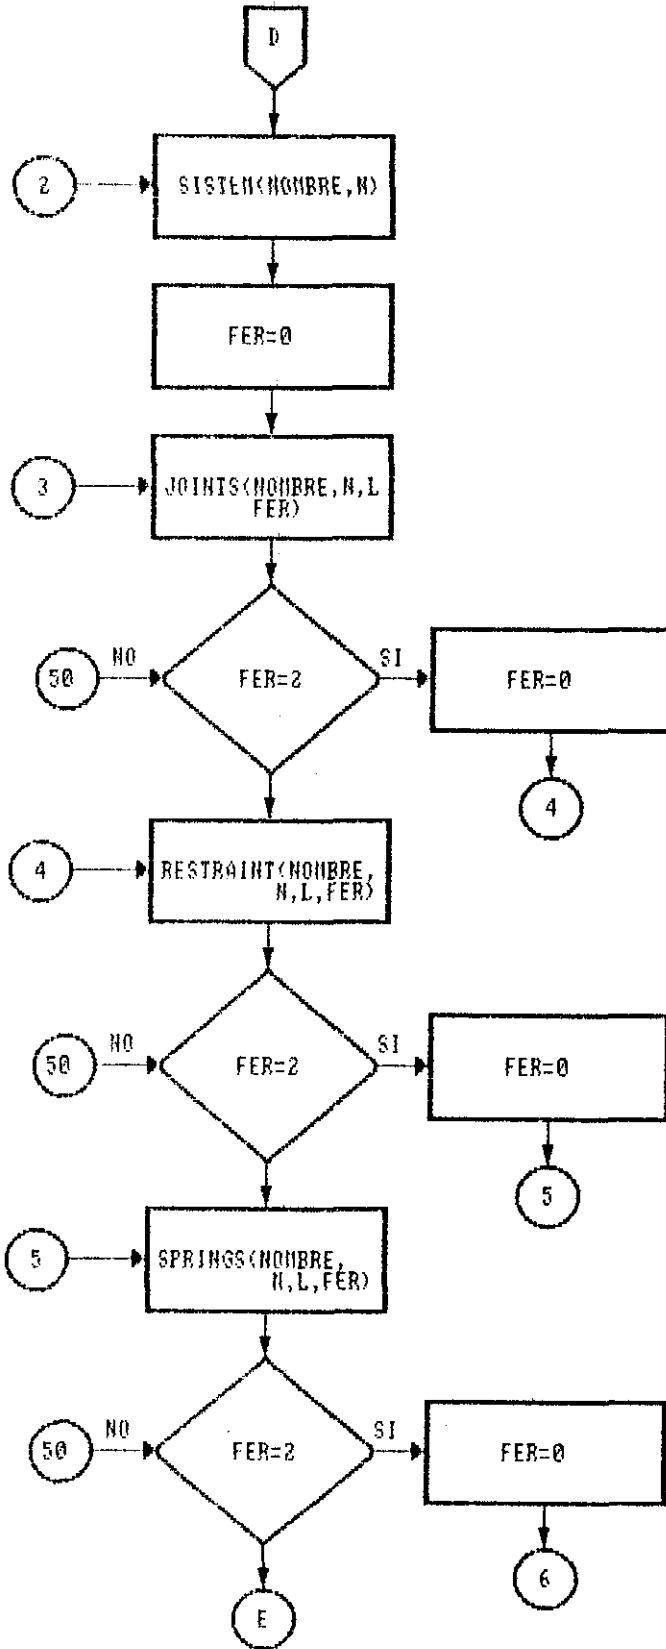 D
2
SISTEM(NOMBRE,N)
FER=0
3
JOINTS(NOMBRE,N,L
FER)
50
NO
FER=2
SI
FER=0
4
4
RESTRAINT(NOMBRE,
N,L,FER)
50
NO
FER=2
SI
FER=0
5
5
SPRINGS(NOMBRE,
N,L,FER)
50
NO
FER=2
SI
FER=0
6
E